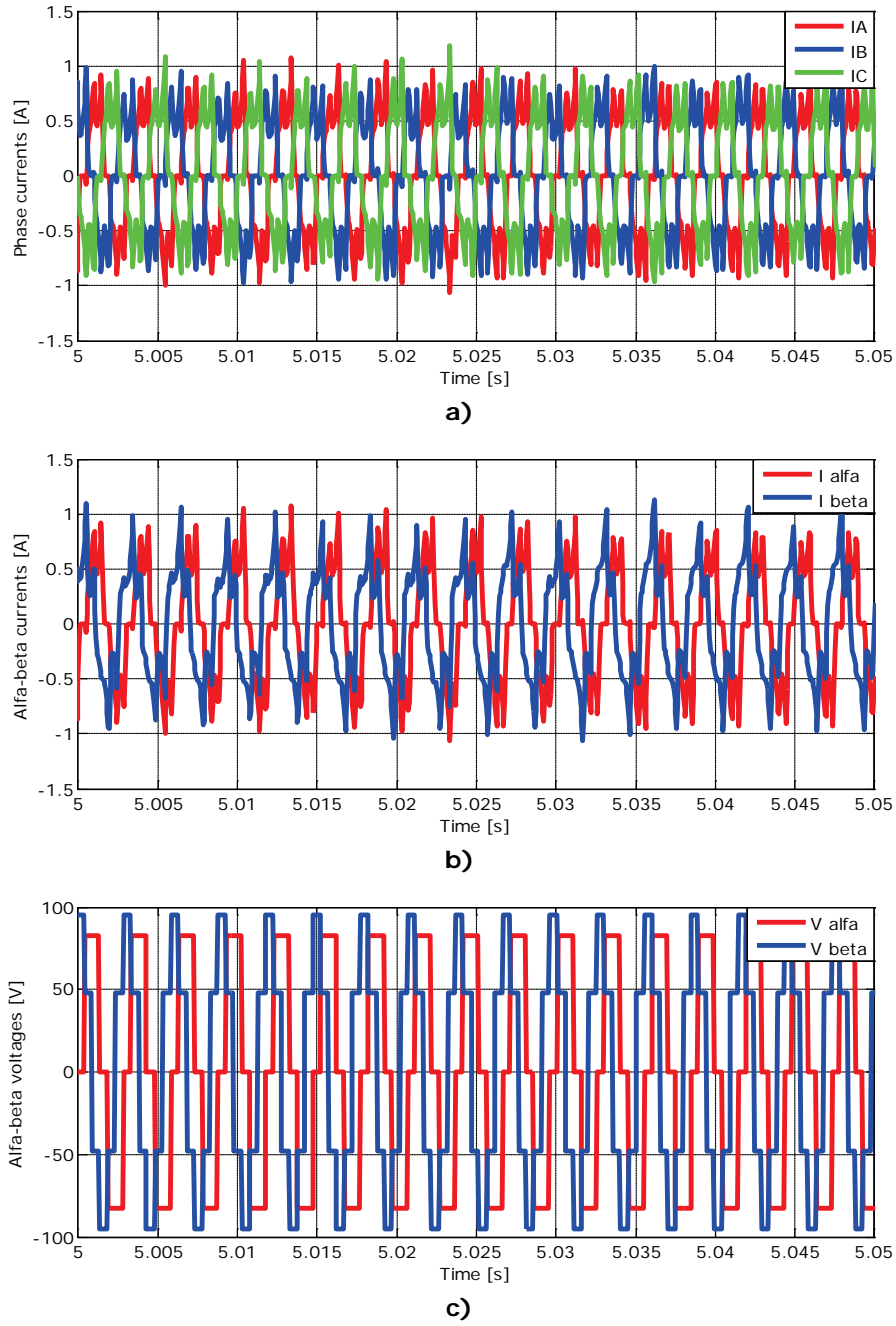 1.5
1
0.5
0
-0.5
-1
-1.5
Phase currents [A]
IA
IB
IC
5 5.005 5.01 5.015 5.02 5.025 5.03 5.035 5.04 5.045 5.05
Time [s]
a)
1.5
1
0.5
0
-0.5
-1
-1.5
Alfa-beta currents [A]
I alfa
I beta
5 5.005 5.01 5.015 5.02 5.025 5.03 5.035 5.04 5.045 5.05
Time [s]
b)
100
50
0
-50
-100
Alfa-beta voltages [V]
V alfa
V beta
5 5.005 5.01 5.015 5.02 5.025 5.03 5.035 5.04 5.045 5.05
Time [s]
c)